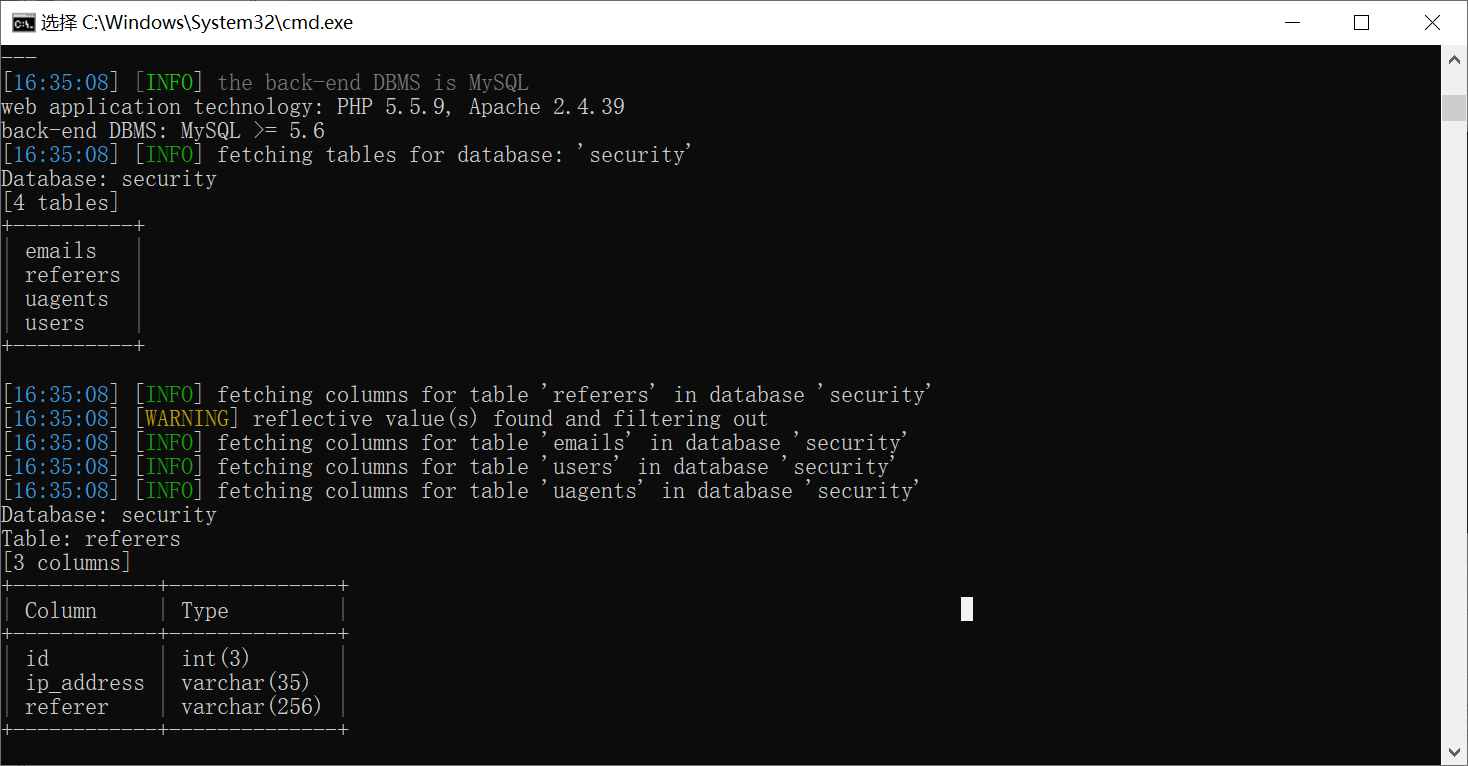 选择 C:\Windows\System32\cmd.exe
---
[16:35:08] [INFO] the back-end DBMS is MySQL
web application technology: PHP 5.5.9, Apache 2.4.39
back-end DBMS: MySQL >= 5.6
[16:35:08] [INFO] fetching tables for database: 'security'
Database: security
[4 tables]
+----------+
| emails   |
| referers |
| uagents  |
| users    |
+----------+
[16:35:08] [INFO] fetching columns for table 'referers' in database 'security'
[16:35:08] [WARNING] reflective value(s) found and filtering out
[16:35:08] [INFO] fetching columns for table 'emails' in database 'security'
[16:35:08] [INFO] fetching columns for table 'users' in database 'security'
[16:35:08] [INFO] fetching columns for table 'uagents' in database 'security'
Database: security
Table: referers
[3 columns]
+------------+--------------+
| Column     | Type         |
+------------+--------------+
| id         | int(3)       |
| ip_address | varchar(35)  |
| referer    | varchar(256) |
+------------+--------------+